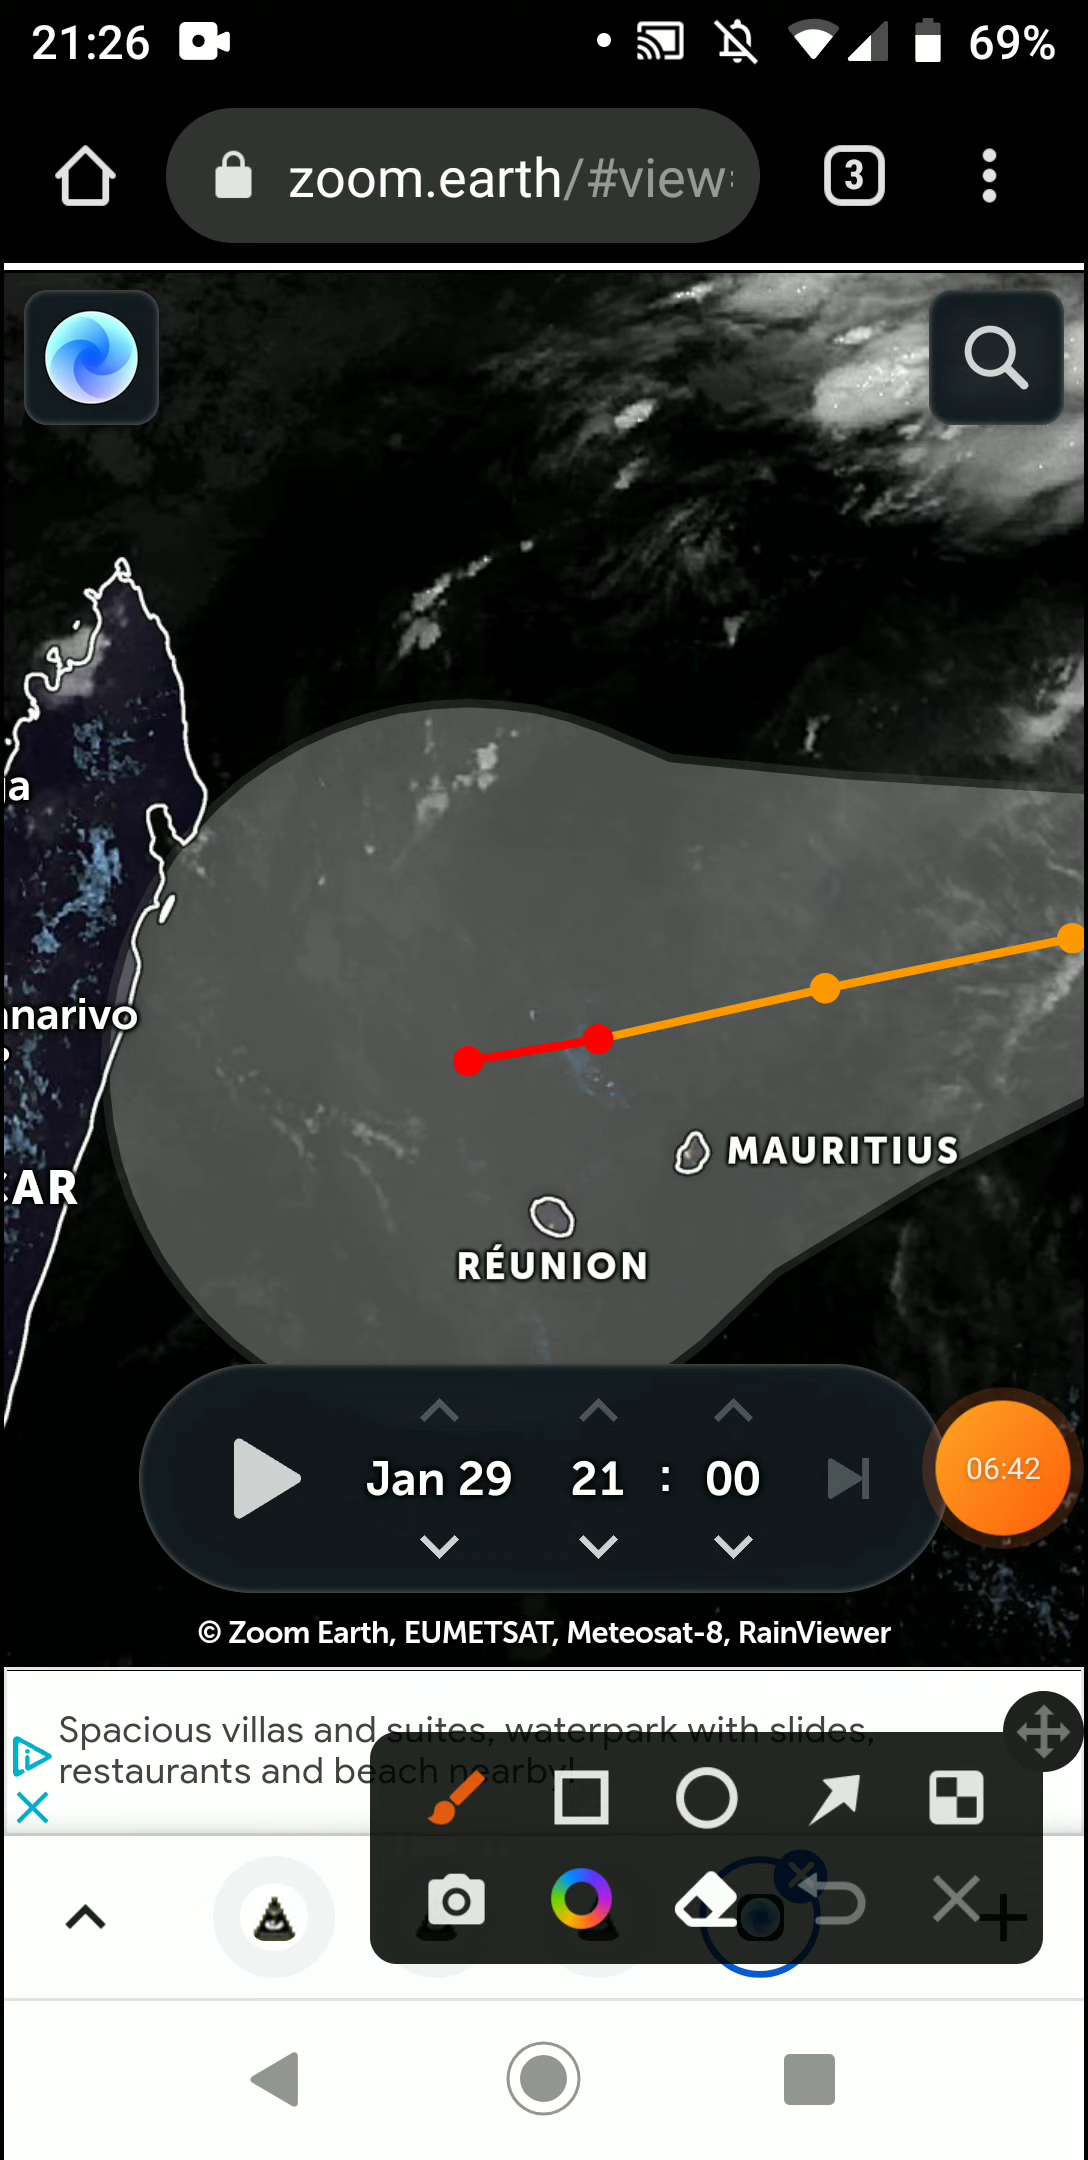 21:26
69%
zoom.earth/#view
3
a
narivo
AR
MAURITIUS
RÉUNION
Jan 29 21 : 00
06:42
© Zoom Earth, EUMETSAT, Meteosat-8, RainViewer
Spacious villas and suites, waterpark with slides,
restaurants and beach nearby!